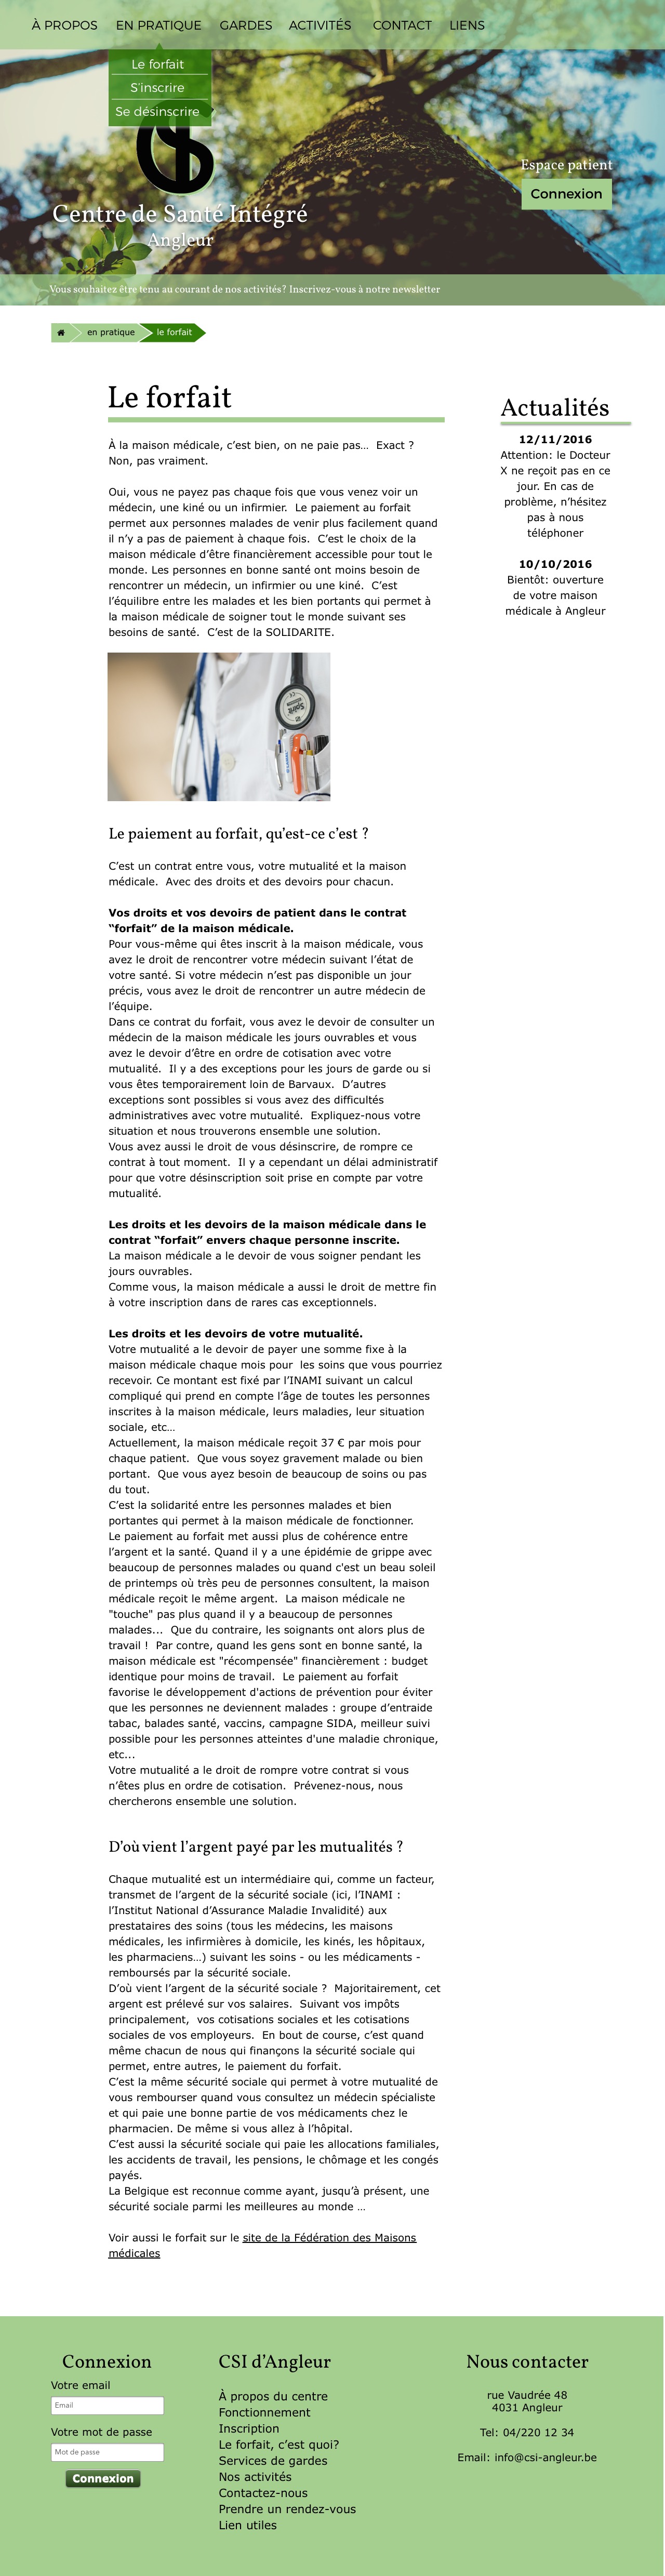 À PROPOS EN PRATIQUE GARDES ACTIVITÉS CONTACT LIENS
Le forfait
S'inscrire
Se désinscrire
Espace patient
Connexion
Centre de Santé Intégré
Angleur
Vous souhaitez être tenu au courant de nos activités? Inscrivez-vous à notre newsletter
en pratique le forfait
Le forfait
À la maison médicale, c’est bien, on ne paie pas... Exact ?
Non, pas vraiment.
Oui, vous ne payez pas chaque fois que vous venez voir un
médecin, une kiné ou un infirmier. Le paiement au forfait
permet aux personnes malades de venir plus facilement quand
il n’y a pas de paiement à chaque fois. C’est le choix de la
maison médicale d’être financièrement accessible pour tout le
monde. Les personnes en bonne santé ont moins besoin de
rencontrer un médecin, un infirmier ou une kiné. C’est
l’équilibre entre les malades et les bien portants qui permet à
la maison médicale de soigner tout le monde suivant ses
besoins de santé. C’est de la SOLIDARITE.
Actualités
12/11/2016
Attention: le Docteur
X ne reçoit pas en ce
jour. En cas de
problème, n’hésitez
pas à nous
téléphoner
10/10/2016
Bientôt: ouverture
de votre maison
médicale à Angleur
Spirit
Le paiement au forfait, qu’est-ce c’est ?
C’est un contrat entre vous, votre mutualité et la maison
médicale. Avec des droits et des devoirs pour chacun.
Vos droits et vos devoirs de patient dans le contrat
“forfait” de la maison médicale.
Pour vous-même qui êtes inscrit à la maison médicale, vous
avez le droit de rencontrer votre médecin suivant l’état de
votre santé. Si votre médecin n’est pas disponible un jour
précis, vous avez le droit de rencontrer un autre médecin de
l’équipe.
Dans ce contrat du forfait, vous avez le devoir de consulter un
médecin de la maison médicale les jours ouvrables et vous
avez le devoir d’être en ordre de cotisation avec votre
mutualité. Il y a des exceptions pour les jours de garde ou si
vous êtes temporairement loin de Barvaux. D’autres
exceptions sont possibles si vous avez des difficultés
administratives avec votre mutualité. Expliquez-nous votre
situation et nous trouverons ensemble une solution.
Vous avez aussi le droit de vous désinscrire, de rompre ce
contrat à tout moment. Il y a cependant un délai administratif
pour que votre désinscription soit prise en compte par votre
mutualité.
Les droits et les devoirs de la maison médicale dans le
contrat “forfait” envers chaque personne inscrite.
La maison médicale a le devoir de vous soigner pendant les
jours ouvrables.
Comme vous, la maison médicale a aussi le droit de mettre fin
à votre inscription dans de rares cas exceptionnels.
Les droits et les devoirs de votre mutualité.
Votre mutualité a le devoir de payer une somme fixe à la
maison médicale chaque mois pour les soins que vous pourriez
recevoir. Ce montant est fixé par l’INAMI suivant un calcul
compliqué qui prend en compte l’âge de toutes les personnes
inscrites à la maison médicale, leurs maladies, leur situation
sociale, etc...
Actuellement, la maison médicale reçoit 37 € par mois pour
chaque patient. Que vous soyez gravement malade ou bien
portant. Que vous ayez besoin de beaucoup de soins ou pas
du tout.
C’est la solidarité entre les personnes malades et bien
portantes qui permet à la maison médicale de fonctionner.
Le paiement au forfait met aussi plus de cohérence entre
l’argent et la santé. Quand il y a une épidémie de grippe avec
beaucoup de personnes malades ou quand c'est un beau soleil
de printemps où très peu de personnes consultent, la maison
médicale reçoit le même argent. La maison médicale ne
"touche" pas plus quand il y a beaucoup de personnes
malades... Que du contraire, les soignants ont alors plus de
travail ! Par contre, quand les gens sont en bonne santé, la
maison médicale est "récompensée" financièrement : budget
identique pour moins de travail. Le paiement au forfait
favorise le développement d'actions de prévention pour éviter
que les personnes ne deviennent malades : groupe d’entraide
tabac, balades santé, vaccins, campagne SIDA, meilleur suivi
possible pour les personnes atteintes d'une maladie chronique,
etc...
Votre mutualité a le droit de rompre votre contrat si vous
n’êtes plus en ordre de cotisation. Prévenez-nous, nous
chercherons ensemble une solution.
D’où vient l’argent payé par les mutualités ?
Chaque mutualité est un intermédiaire qui, comme un facteur,
transmet de l’argent de la sécurité sociale (ici, l’INAMI :
l’Institut National d’Assurance Maladie Invalidité) aux
prestataires des soins (tous les médecins, les maisons
médicales, les infirmières à domicile, les kinés, les hôpitaux,
les pharmaciens...) suivant les soins - ou les médicaments -
remboursés par la sécurité sociale.
D’où vient l’argent de la sécurité sociale ? Majoritairement, cet
argent est prélevé sur vos salaires. Suivant vos impôts
principalement, vos cotisations sociales et les cotisations
sociales de vos employeurs. En bout de course, c’est quand
même chacun de nous qui finançons la sécurité sociale qui
permet, entre autres, le paiement du forfait.
C’est la même sécurité sociale qui permet à votre mutualité de
vous rembourser quand vous consultez un médecin spécialiste
et qui paie une bonne partie de vos médicaments chez le
pharmacien. De même si vous allez à l’hôpital.
C’est aussi la sécurité sociale qui paie les allocations familiales,
les accidents de travail, les pensions, le chômage et les congés
payés.
La Belgique est reconnue comme ayant, jusqu’à présent, une
sécurité sociale parmi les meilleures au monde ...
Voir aussi le forfait sur le site de la Fédération des Maisons
médicales
Connexion
Votre email
Email
Votre mot de passe
Mot de passe
Connexion
CSI d’Angleur
À propos du centre
Fonctionnement
Inscription
Le forfait, c’est quoi?
Services de gardes
Nos activités
Contactez-nous
Prendre un rendez-vous
Lien utiles
Nous contacter
rue Vaudrée 48
4031 Angleur
Tel: 04/220 12 34
Email: info@csi-angleur.be